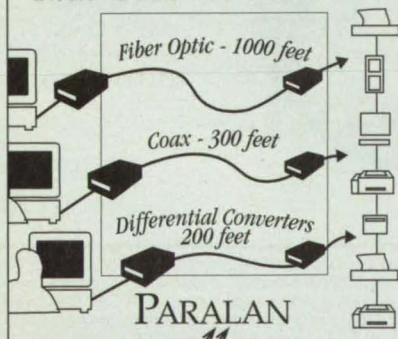 Fiber Optic - 1000 feet
Coax - 300 feet
Differential Converters
200 feet
PARALAN